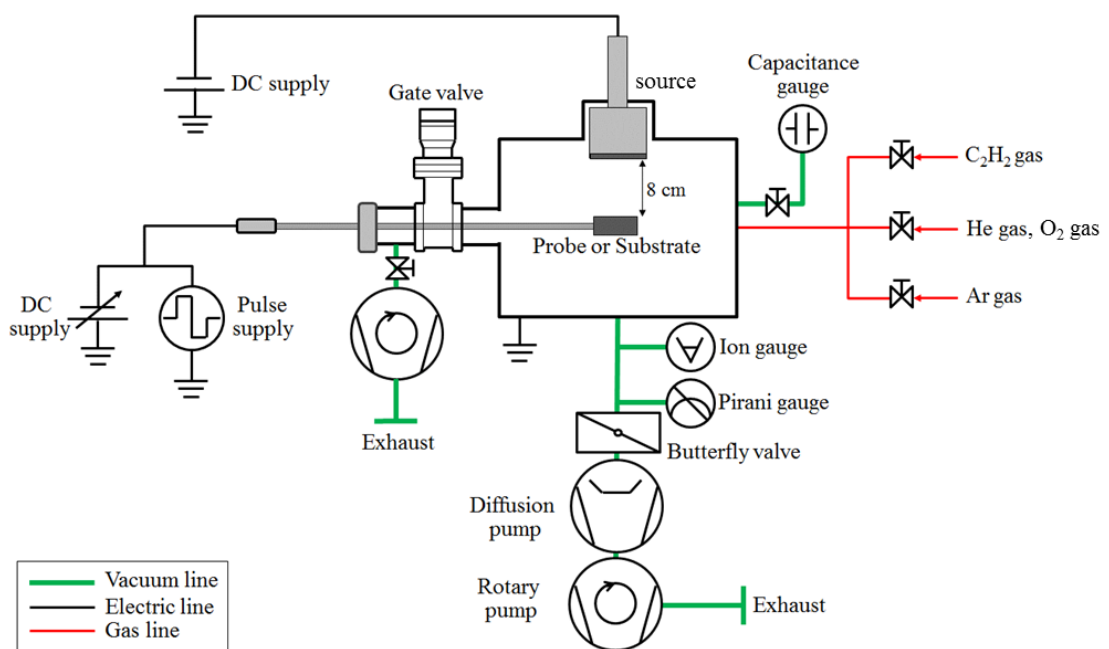 DC supply
Gate valve
source
Capacitance
gauge
C₂H₂ gas
8 cm
He gas, O₂ gas
Probe or Substrate
Ar gas
DC
supply
Pulse
supply
Ion gauge
Pirani gauge
Exhaust
Butterfly valve
Diffusion
pump
Vacuum line
Electric line
Gas line
Rotary
pump
Exhaust